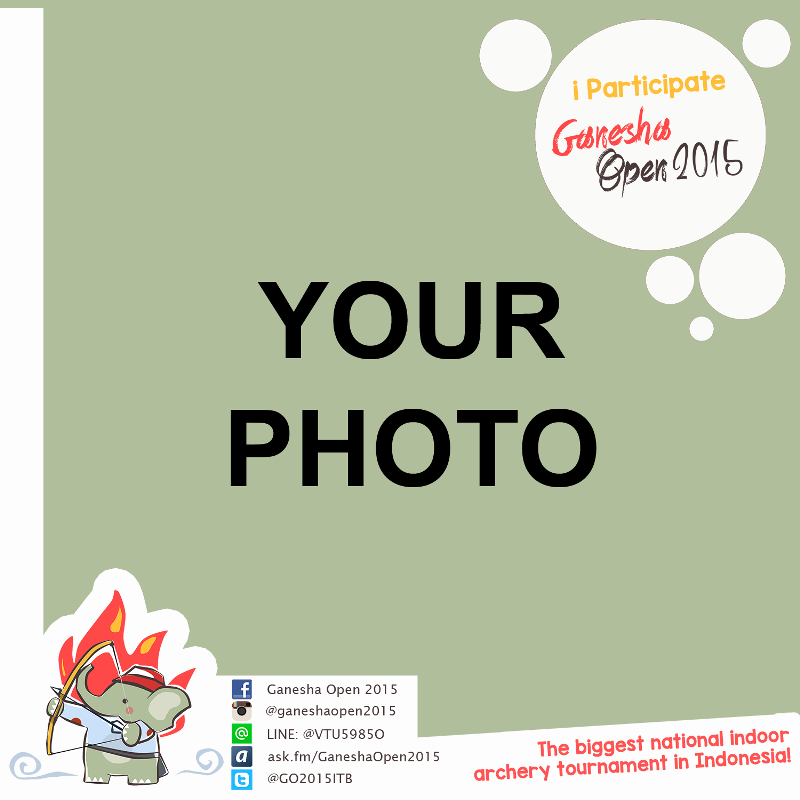 i Participate
Ganesha
Open 2015
YOUR
PHOTO
Ganesha Open 2015
@ganeshaopen2015
LINE: @VTU5985O
ask.fm/GaneshaOpen2015
@GO2015ITB
The biggest national indoor
archery tournament in Indonesia!